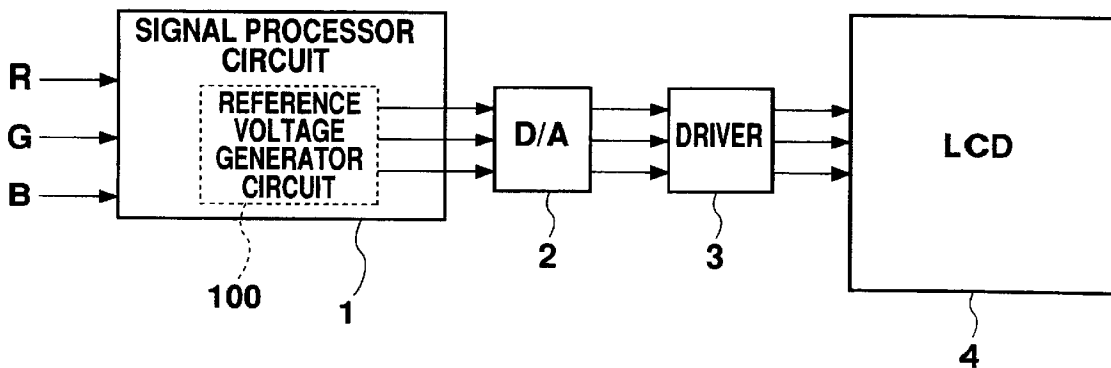 SIGNAL PROCESSOR
CIRCUIT
R
G
B
REFERENCE
VOLTAGE
GENERATOR
CIRCUIT
D/A
DRIVER
LCD
100
1
2
3
4